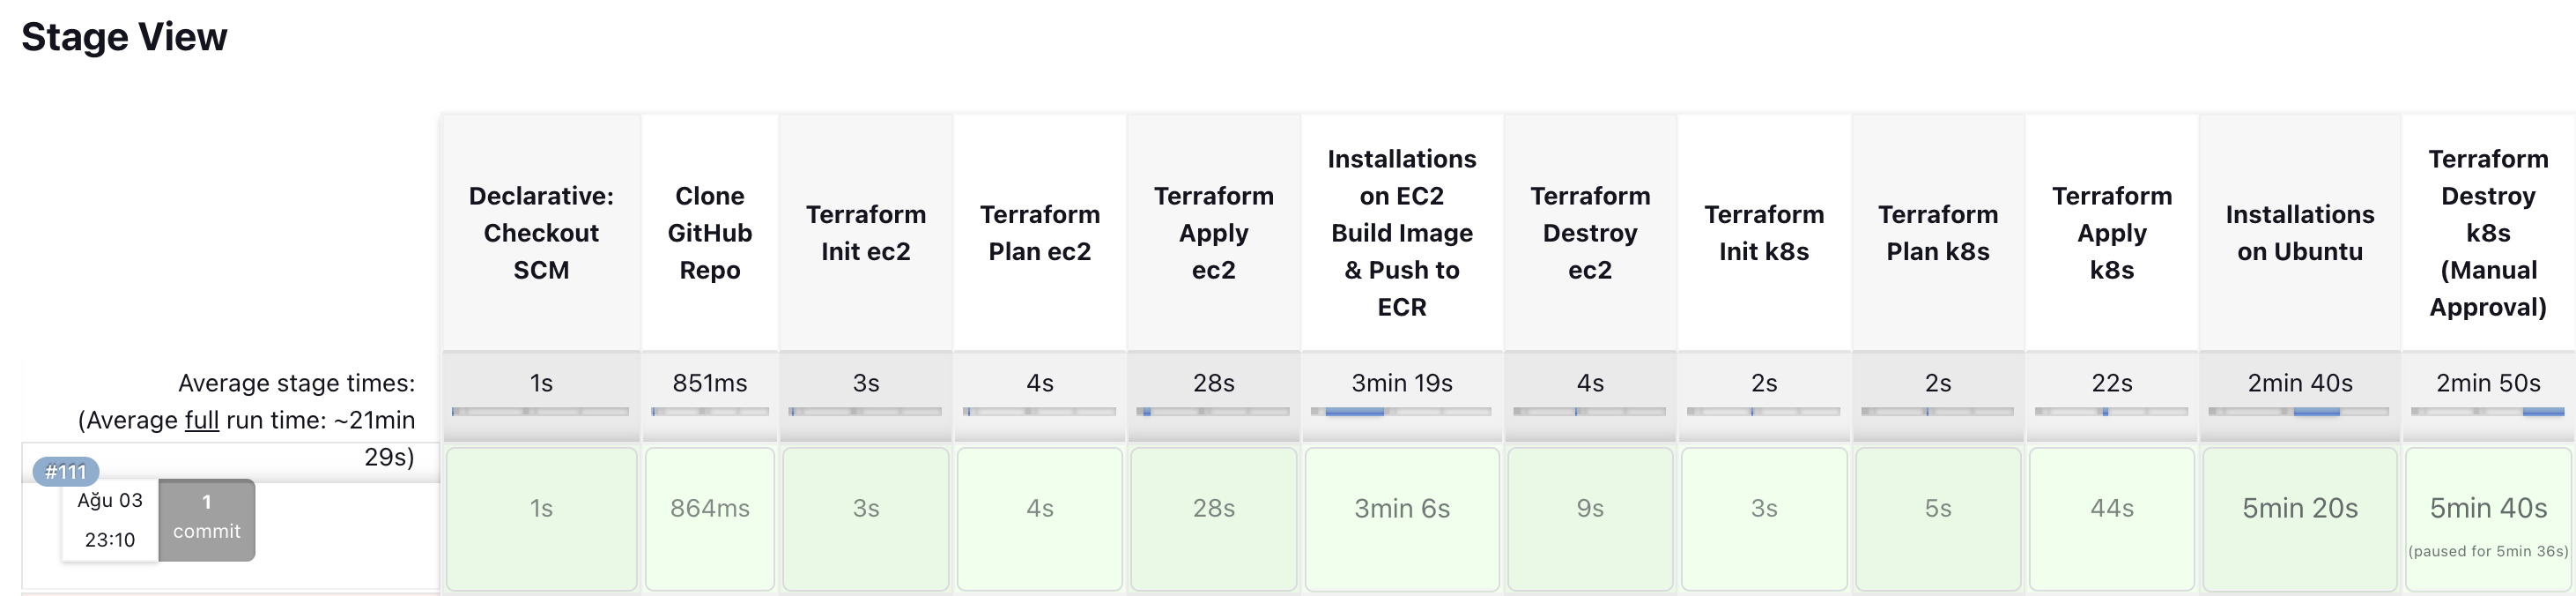 Stage View
Declarative:
Checkout
SCM
Clone
GitHub
Repo
Terraform
Init ec2
Terraform
Plan ec2
Terraform
Apply
ec2
Installations
on EC2
Build Image
& Push to
ECR
Terraform
Destroy
ec2
Terraform
Init k8s
Terraform
Plan k8s
Terraform
Apply
k8s
Installations
on Ubuntu
Terraform
Destroy
k8s
(Manual
Approval)
Average stage times:
(Average full run time: ~21min
29s)
1s
851ms
3s
4s
28s
3min 19s
4s
2s
2s
22s
2min 40s
2min 50s
#111
Ağu 03
23:10
1
commit
1s
864ms
3s
4s
28s
3min 6s
9s
3s
5s
44s
5min 20s
5min 40s
(paused for 5min 36s)